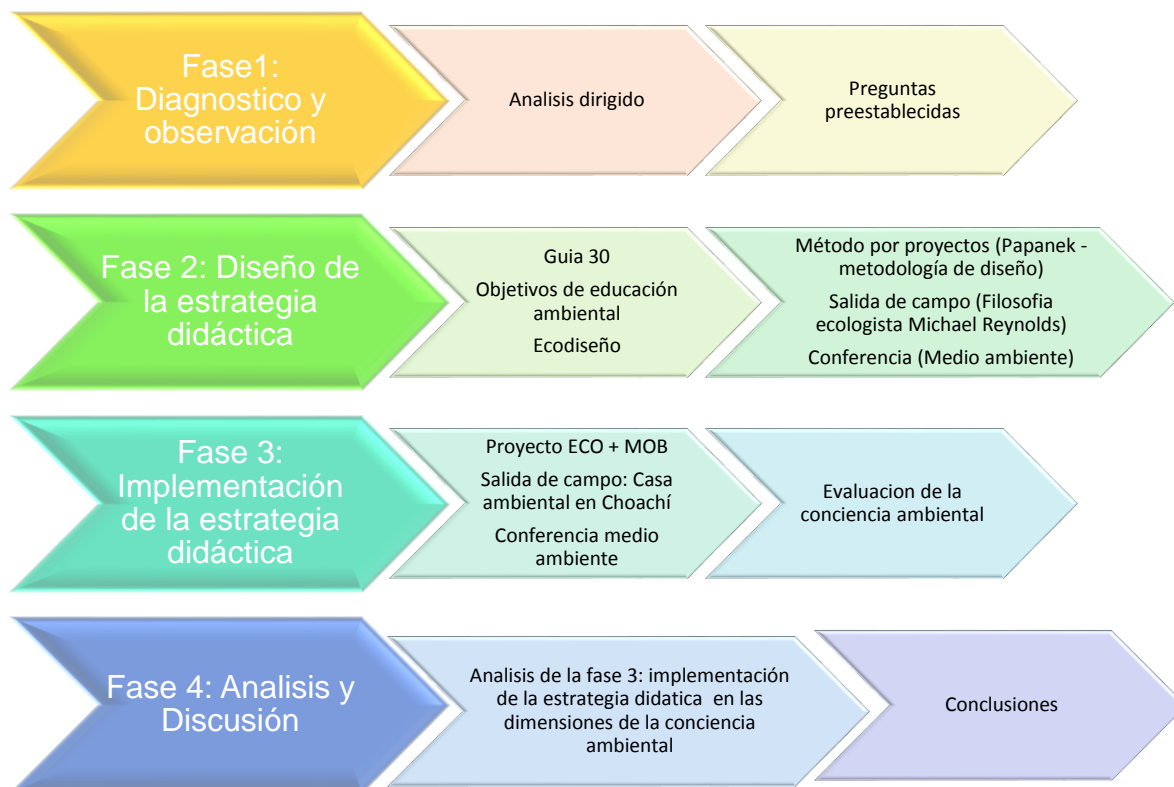 Fase1:
Diagnostico y
observación
Analisis dirigido
Preguntas
preestablecidas
Fase 2: Diseño de
la estrategia
didáctica
Guia 30
Objetivos de educación
ambiental
Ecodiseño
Método por proyectos (Papanek -
metodología de diseño)
Salida de campo (Filosofia
ecologista Michael Reynolds)
Conferencia (Medio ambiente)
Fase 3:
Implementación
de la estrategia
didáctica
Proyecto ECO + MOB
Salida de campo: Casa
ambiental en Choachí
Conferencia medio
ambiente
Evaluacion de la
conciencia ambiental
Fase 4: Analisis y
Discusión
Analisis de la fase 3: implementación
de la estrategia didatica en las
dimensiones de la conciencia
ambiental
Conclusiones